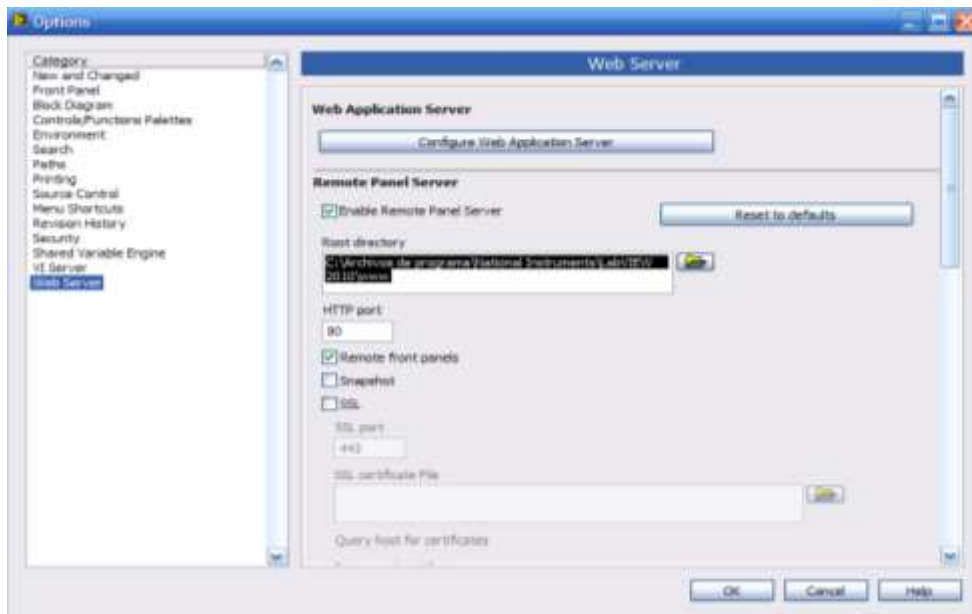 Options
Category
New and Changed
Front Panel
Block Diagram
Controls/Functions Palettes
Environment
Search
Paths
Printing
Source Control
Menu Shortcuts
Revision History
Security
Shared Variable Engine
VI Server
Web Server
Web Server
Web Application Server
Configure Web Application Server
Remote Panel Server
Enable Remote Panel Server
Reset to defaults
Root directory
C:\Archivos de programa\National Instruments\LabVIEW
2010\www
HTTP port
80
Remote front panels
Snapshot
SSL
SSL port
443
SSL certificate File
Query host for certificates
OK Cancel Help